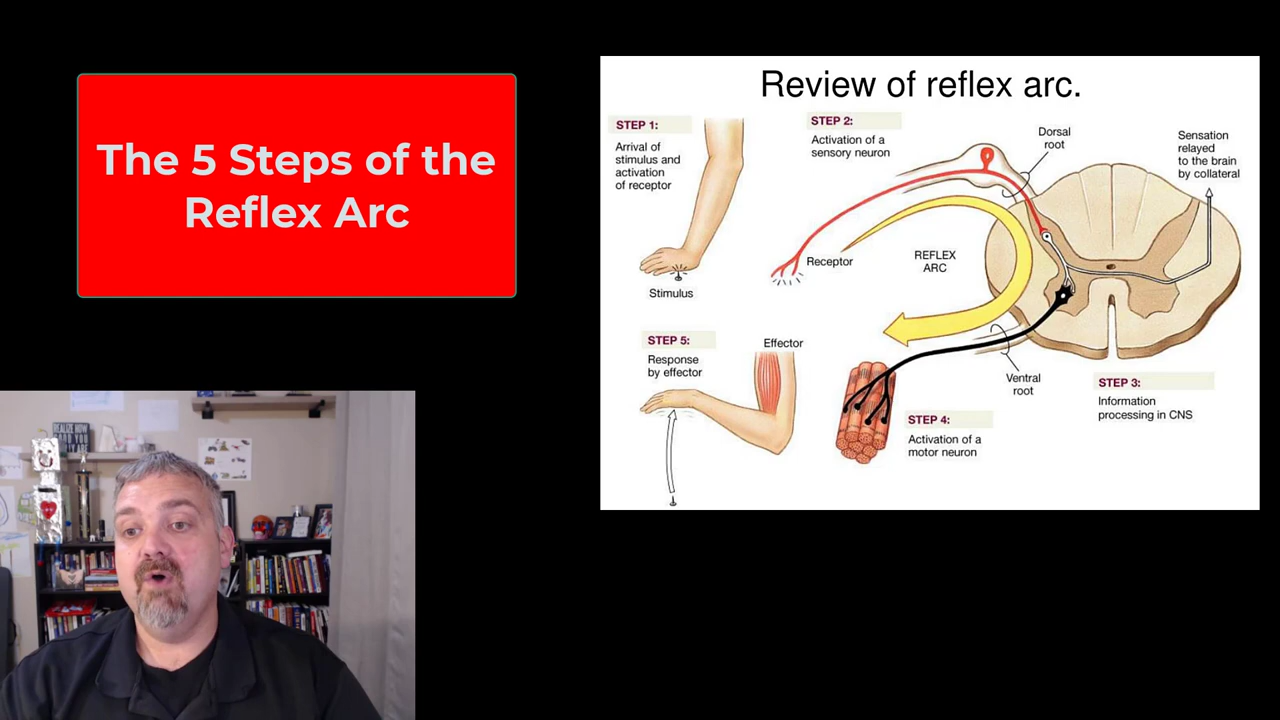 The 5 Steps of the
Reflex Arc
Review of reflex arc.
STEP 1:
Arrival of
stimulus and
activation
of receptor
Stimulus
STEP 2:
Activation of a
sensory neuron
Dorsal
root
Sensation
relayed
to the brain
by collateral
Receptor
REFLEX
ARC
STEP 5:
Response
by effector
Effector
Ventral
root
STEP 3:
Information
processing in CNS
STEP 4:
Activation of a
motor neuron